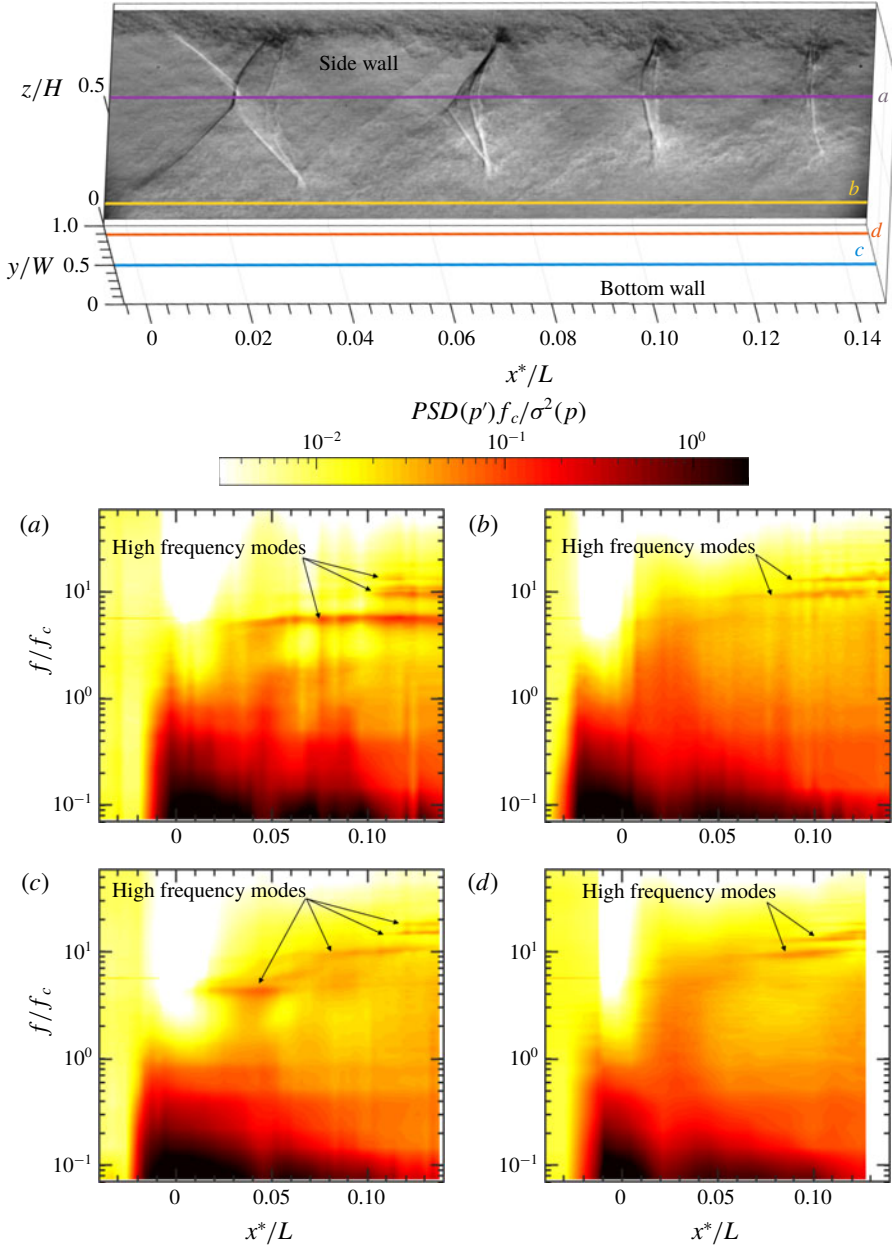 Side wall
z/H
0.5
0
a
b
1.0
d
c
y/W
0.5
0
Bottom wall
0
0.02
0.04
0.06
0.08
0.10
0.12
0.14
x*/L
PSD(p′)f_c/σ²(p)
10⁻²
10⁻¹
10⁰
(a)
High frequency modes
10¹
10⁰
10⁻¹
f/f_c
0
0.05
0.10
(b)
High frequency modes
10¹
10⁰
10⁻¹
0
0.05
0.10
(c)
High frequency modes
10¹
10⁰
10⁻¹
f/f_c
0
0.05
0.10
x*/L
(d)
High frequency modes
10¹
10⁰
10⁻¹
0
0.05
0.10
x*/L